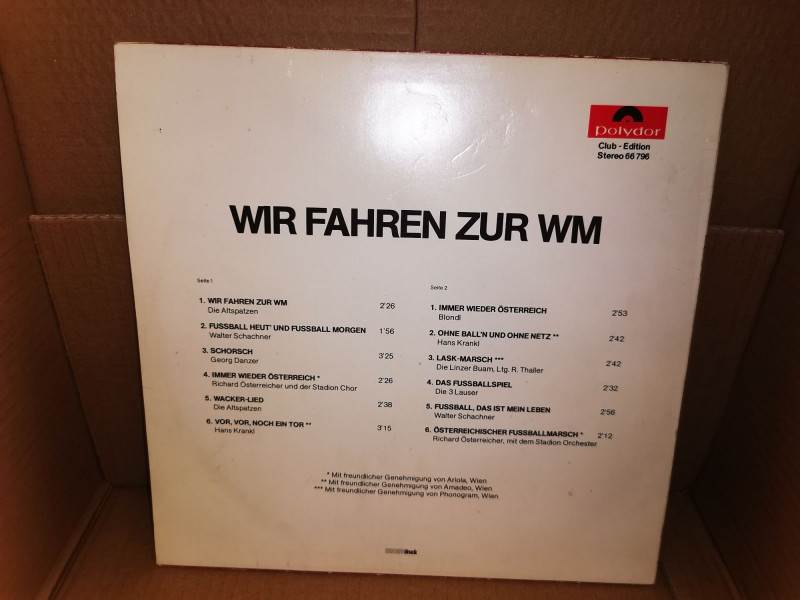 polydor
Club - Edition
Stereo 66 796
WIR FAHREN ZUR WM
Seite 1
1. WIR FAHREN ZUR WM 2'26
Die Altspatzen
2. FUSSBALL HEUT' UND FUSSBALL MORGEN 1'56
Walter Schachner
3. SCHORSCH 3'25
Georg Danzer
4. IMMER WIEDER ÖSTERREICH * 2'26
Richard Österreicher und der Stadion Chor
5. WACKER-LIED 2'38
Die Altspatzen
6. VOR, VOR, NOCH EIN TOR ** 3'15
Hans Krankl
Seite 2
1. IMMER WIEDER ÖSTERREICH 2'53
Blondl
2. OHNE BALL'N UND OHNE NETZ ** 2'42
Hans Krankl
3. LASK-MARSCH *** 2'42
Die Linzer Buam, Ltg. R. Thaller
4. DAS FUSSBALLSPIEL 2'32
Die 3 Lauser
5. FUSSBALL, DAS IST MEIN LEBEN 2'56
Walter Schachner
6. ÖSTERREICHISCHER FUSSBALLMARSCH * 2'12
Richard Österreicher, mit dem Stadion Orchester
* Mit freundlicher Genehmigung von Ariola, Wien
** Mit freundlicher Genehmigung von Amadeo, Wien
*** Mit freundlicher Genehmigung von Phonogram, Wien